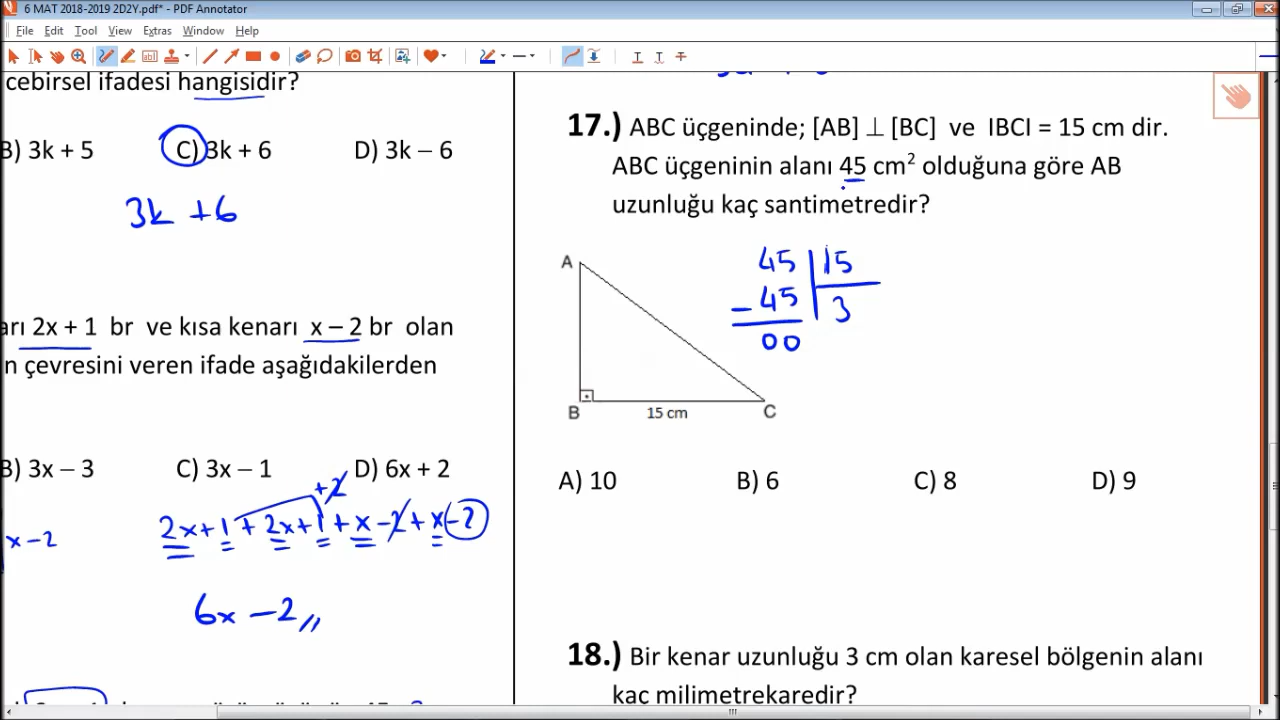 6 MAT 2018-2019 2D2Y.pdf* - PDF Annotator
File Edit Tool View Extras Window Help
cebirsel ifadesi hangisidir?
B) 3k + 5 C) 3k + 6 D) 3k – 6
3k +6
arı 2x + 1 br ve kısa kenarı x – 2 br olan
n çevresini veren ifade aşağıdakilerden
B) 3x – 3 C) 3x – 1 D) 6x + 2
+2
x-2
2x+1 + 2x+1 + x-2 + x-2
6x -2
17.) ABC üçgeninde; [AB] ⊥ [BC] ve IBCI = 15 cm dir.
ABC üçgeninin alanı 45 cm² olduğuna göre AB
uzunluğu kaç santimetredir?
A
B
15 cm
C
45 15
-45 3
00
A) 10 B) 6 C) 8 D) 9
18.) Bir kenar uzunluğu 3 cm olan karesel bölgenin alanı
kaç milimetrekaredir?